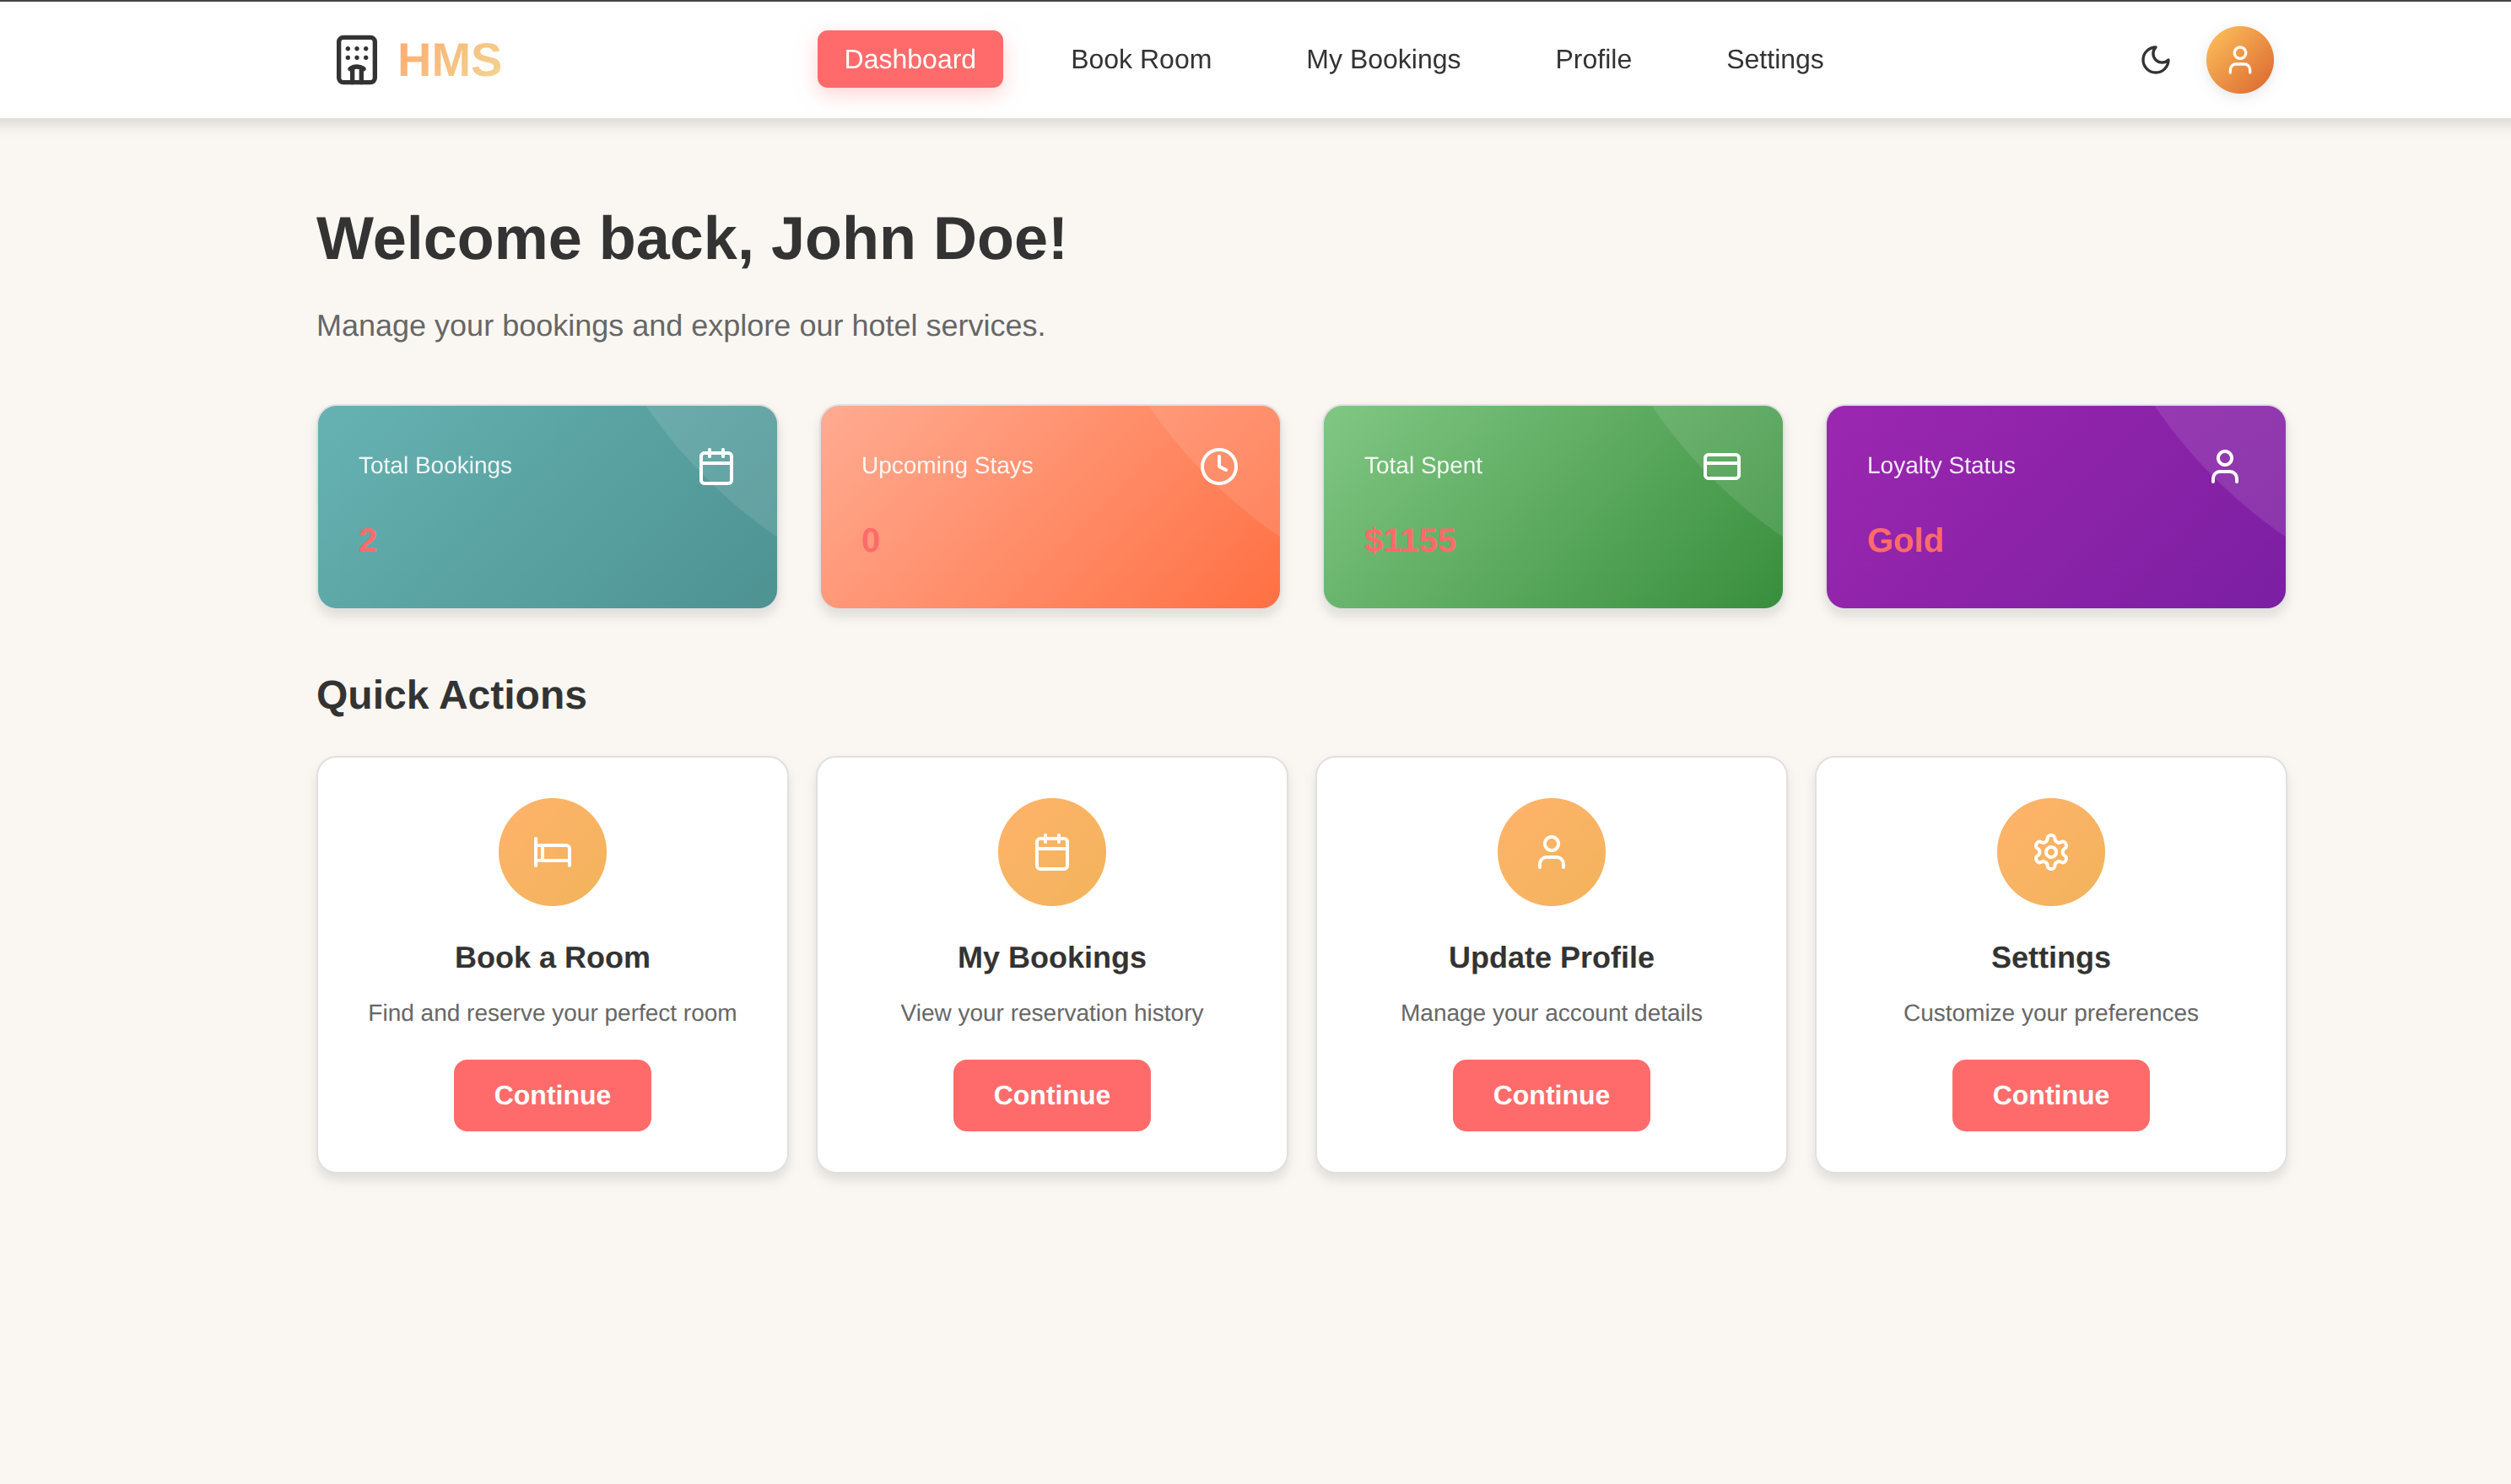 HMS
Dashboard
Book Room
My Bookings
Profile
Settings
Welcome back, John Doe!
Manage your bookings and explore our hotel services.
Total Bookings
2
Upcoming Stays
0
Total Spent
$1155
Loyalty Status
Gold
Quick Actions
Book a Room
Find and reserve your perfect room
Continue
My Bookings
View your reservation history
Continue
Update Profile
Manage your account details
Continue
Settings
Customize your preferences
Continue